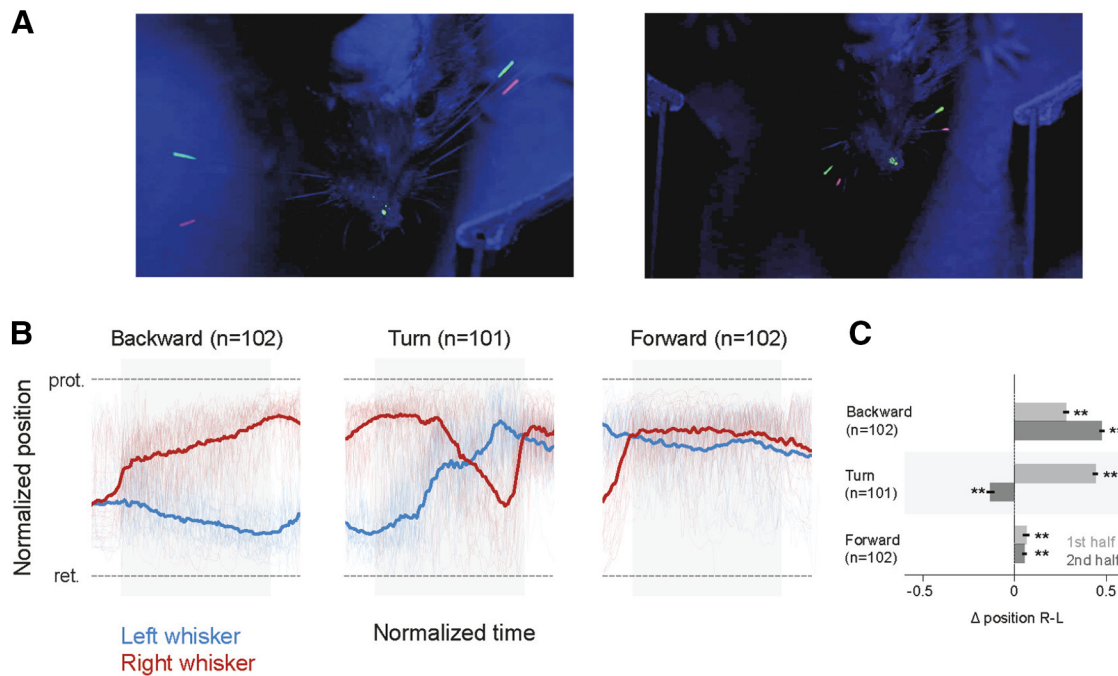 A
B
Backward (n=102)
Turn (n=101)
Forward (n=102)
prot.
Normalized position
ret.
Left whisker
Right whisker
Normalized time
C
Backward
(n=102)
**
**
Turn
(n=101)
**
**
Forward
(n=102)
**
**
1st half
2nd half
-0.5
0
0.5
Δ position R-L